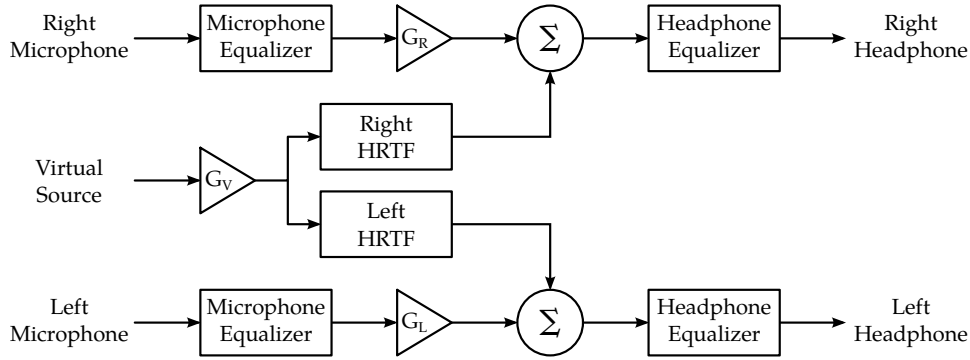 Right
Microphone
Microphone
Equalizer
G_R
Σ
Headphone
Equalizer
Right
Headphone
Virtual
Source
G_V
Right
HRTF
Left
HRTF
Left
Microphone
Microphone
Equalizer
G_L
Σ
Headphone
Equalizer
Left
Headphone